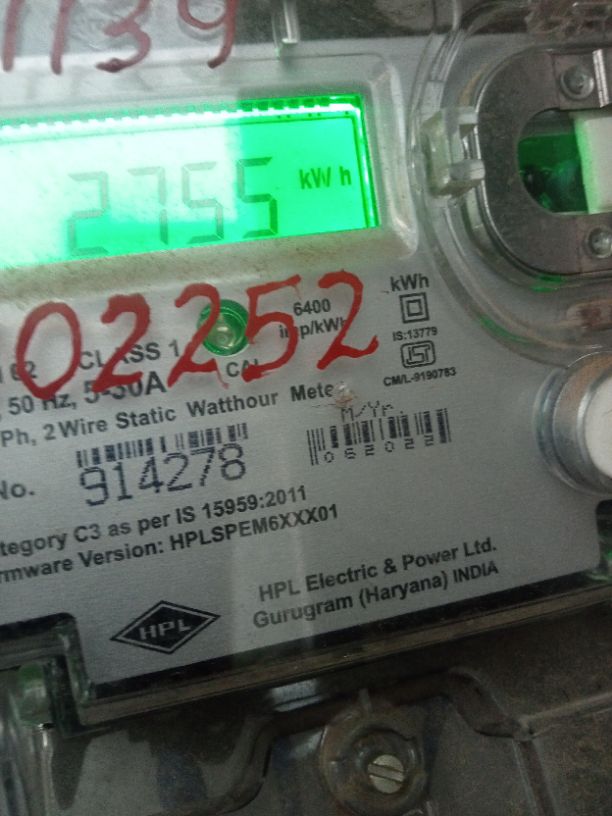 1139
2755 kWh
02252
kWh
6400
imp/kWh
IS:13779
CM/L-9190783
CLASS 1
CAL
50 Hz, 5-30A
Ph, 2 Wire Static Watthour Meter
M/Yr.
No.
914278
062022
tegory C3 as per IS 15959:2011
rmware Version: HPLSPEM6XXX01
HPL Electric & Power Ltd.
Gurugram (Haryana) INDIA
HPL